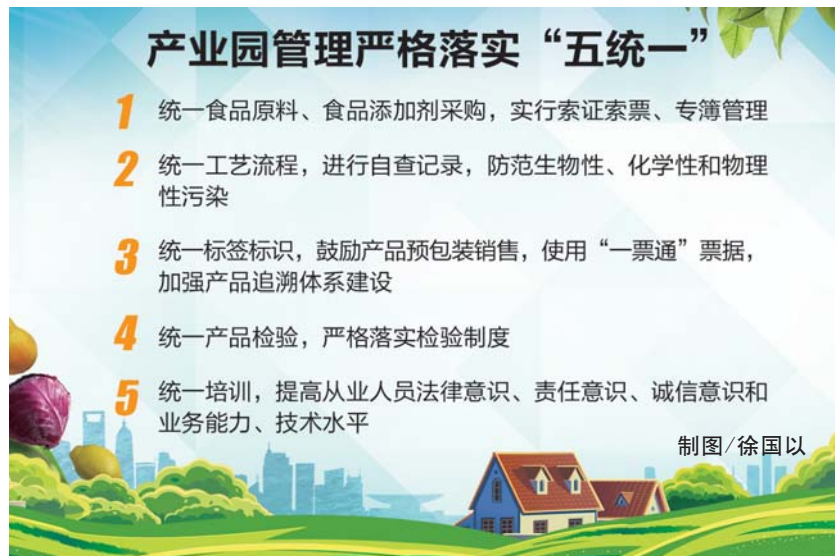 产业园管理严格落实“五统一”
1 统一食品原料、食品添加剂采购，实行索证索票、专簿管理
2 统一工艺流程，进行自查记录，防范生物性、化学性和物理
性污染
3 统一标签标识，鼓励产品预包装销售，使用“一票通”票据，
加强产品追溯体系建设
4 统一产品检验，严格落实检验制度
5 统一培训，提高从业人员法律意识、责任意识、诚信意识和
业务能力、技术水平
制图/徐国以